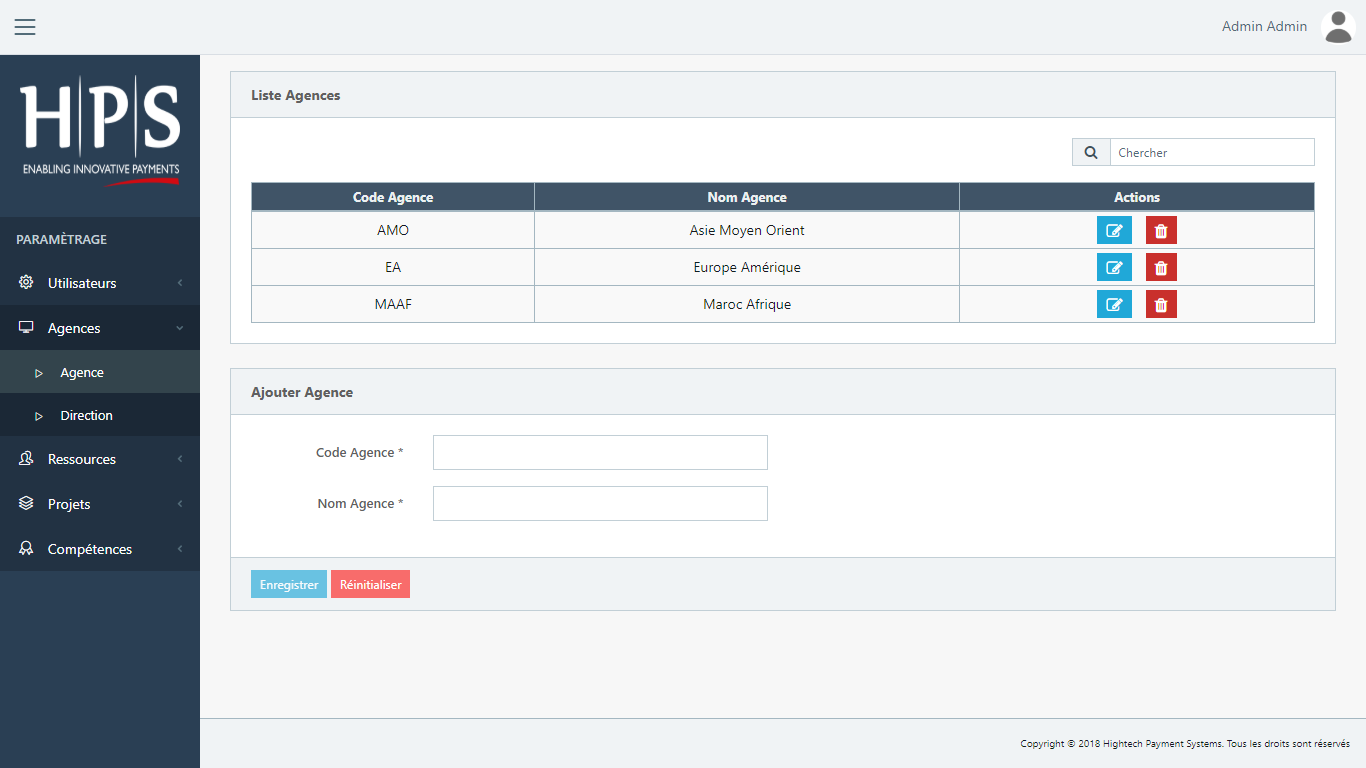 Admin Admin
HPS
ENABLING INNOVATIVE PAYMENTS
PARAMÈTRAGE
Utilisateurs
Agences
Agence
Direction
Ressources
Projets
Compétences
Liste Agences
Chercher
Code Agence Nom Agence Actions
AMO Asie Moyen Orient
EA Europe Amérique
MAAF Maroc Afrique
Ajouter Agence
Code Agence *
Nom Agence *
Enregistrer Réinitialiser
Copyright © 2018 Hightech Payment Systems. Tous les droits sont réservés